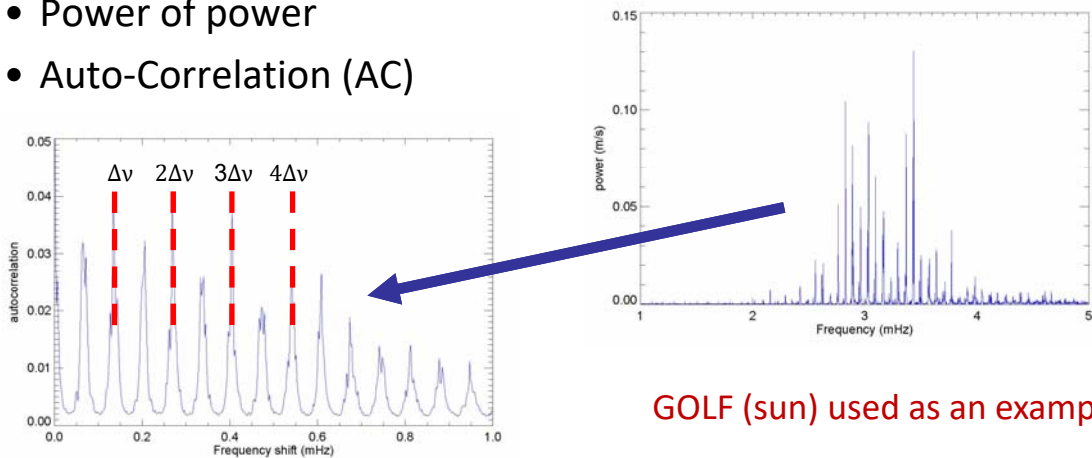 • Power of power
• Auto-Correlation (AC)
0.05
0.04
0.03
0.02
0.01
0.00
autocorrelation
Δν 2Δν 3Δν 4Δν
0.0 0.2 0.4 0.6 0.8 1.0
Frequency shift (mHz)
0.15
0.10
0.05
0.00
power (m/s)
1 2 3 4 5
Frequency (mHz)
GOLF (sun) used as an examp